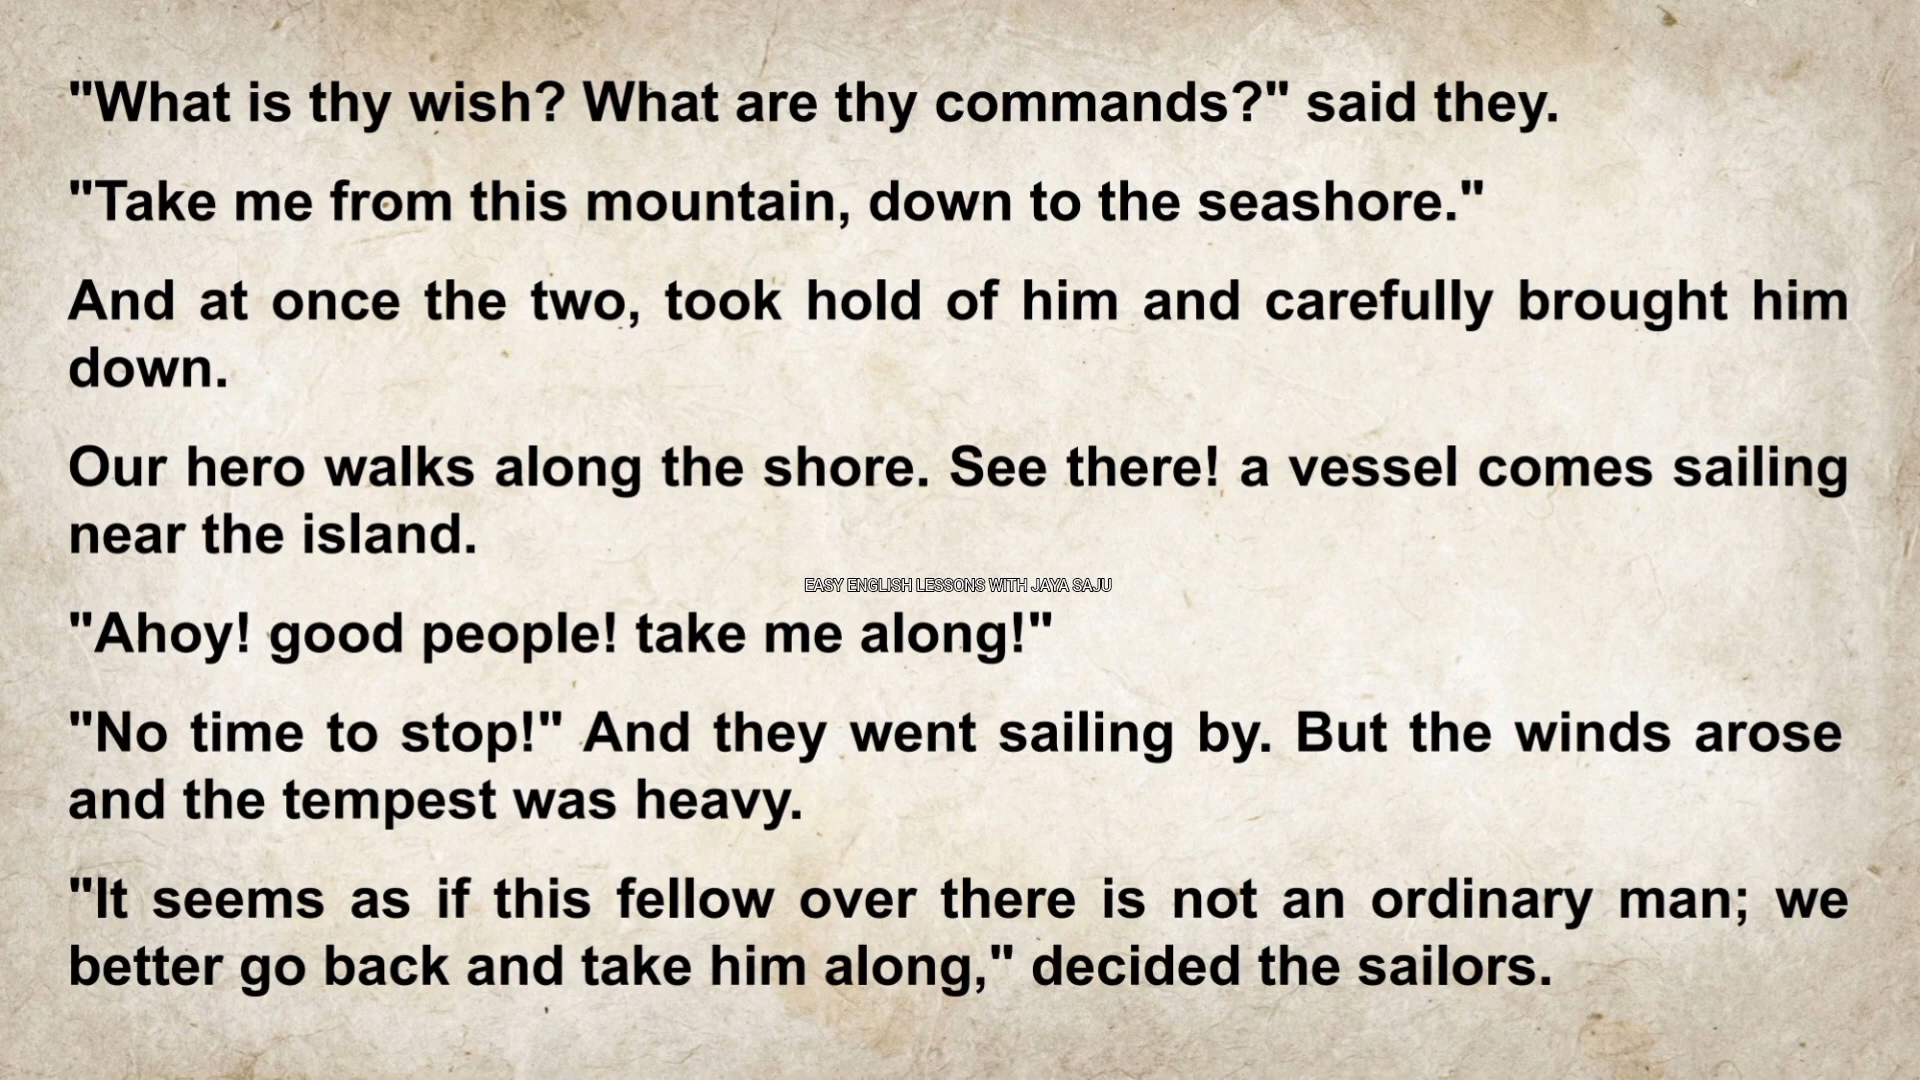 "What is thy wish? What are thy commands?" said they.
"Take me from this mountain, down to the seashore."
And at once the two, took hold of him and carefully brought him
down.
Our hero walks along the shore. See there! a vessel comes sailing
near the island.
EASY ENGLISH LESSONS WITH JAYA SAJU
"Ahoy! good people! take me along!"
"No time to stop!" And they went sailing by. But the winds arose
and the tempest was heavy.
"It seems as if this fellow over there is not an ordinary man; we
better go back and take him along," decided the sailors.